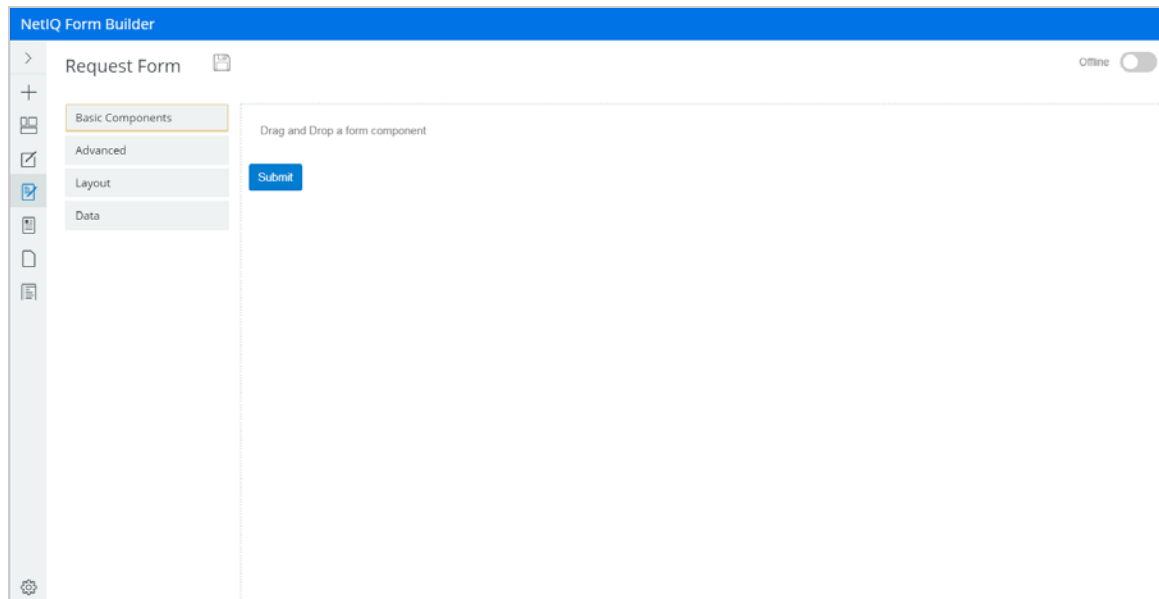 NetIQ Form Builder
Request Form
Offline
Basic Components
Advanced
Layout
Data
Drag and Drop a form component
Submit